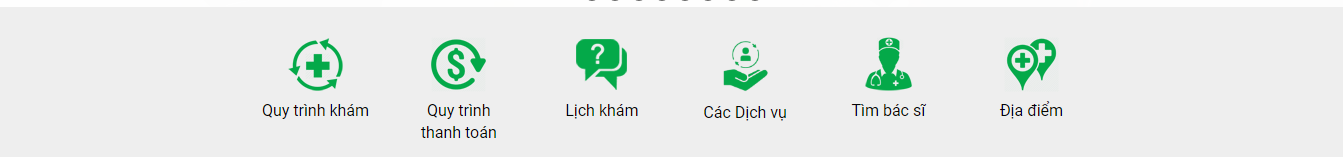 Quy trình khám
Quy trình
thanh toán
Lịch khám
Các Dịch vụ
Tìm bác sĩ
Địa điểm